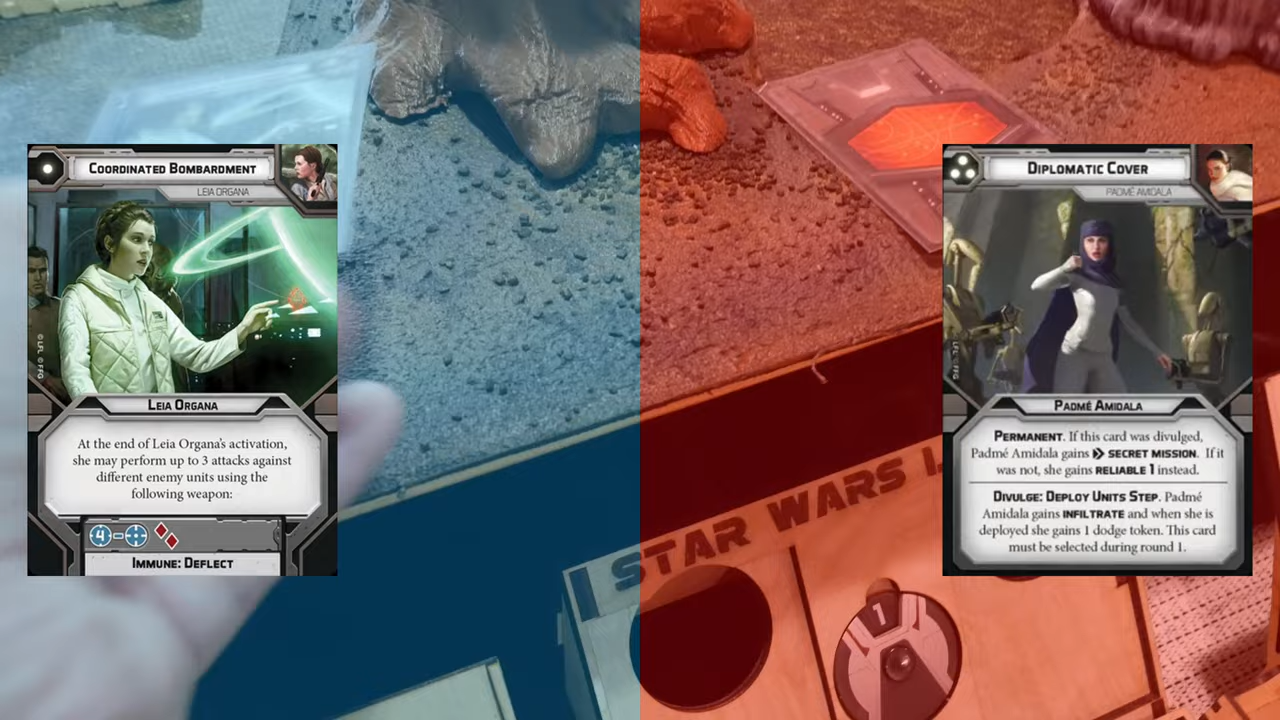 COORDINATED BOMBARDMENT
LEIA ORGANA
©LFL ©FFG
LEIA ORGANA
At the end of Leia Organa's activation,
she may perform up to 3 attacks against
different enemy units using the
following weapon:
4 -
IMMUNE: DEFLECT
DIPLOMATIC COVER
PADMÉ AMIDALA
LFL ©FFG
PADMÉ AMIDALA
PERMANENT. If this card was divulged,
Padmé Amidala gains SECRET MISSION. If it
was not, she gains RELIABLE 1 instead.
DIVULGE: DEPLOY UNITS STEP. Padmé
Amidala gains INFILTRATE and when she is
deployed she gains 1 dodge token. This card
must be selected during round 1.
STAR WARS
1